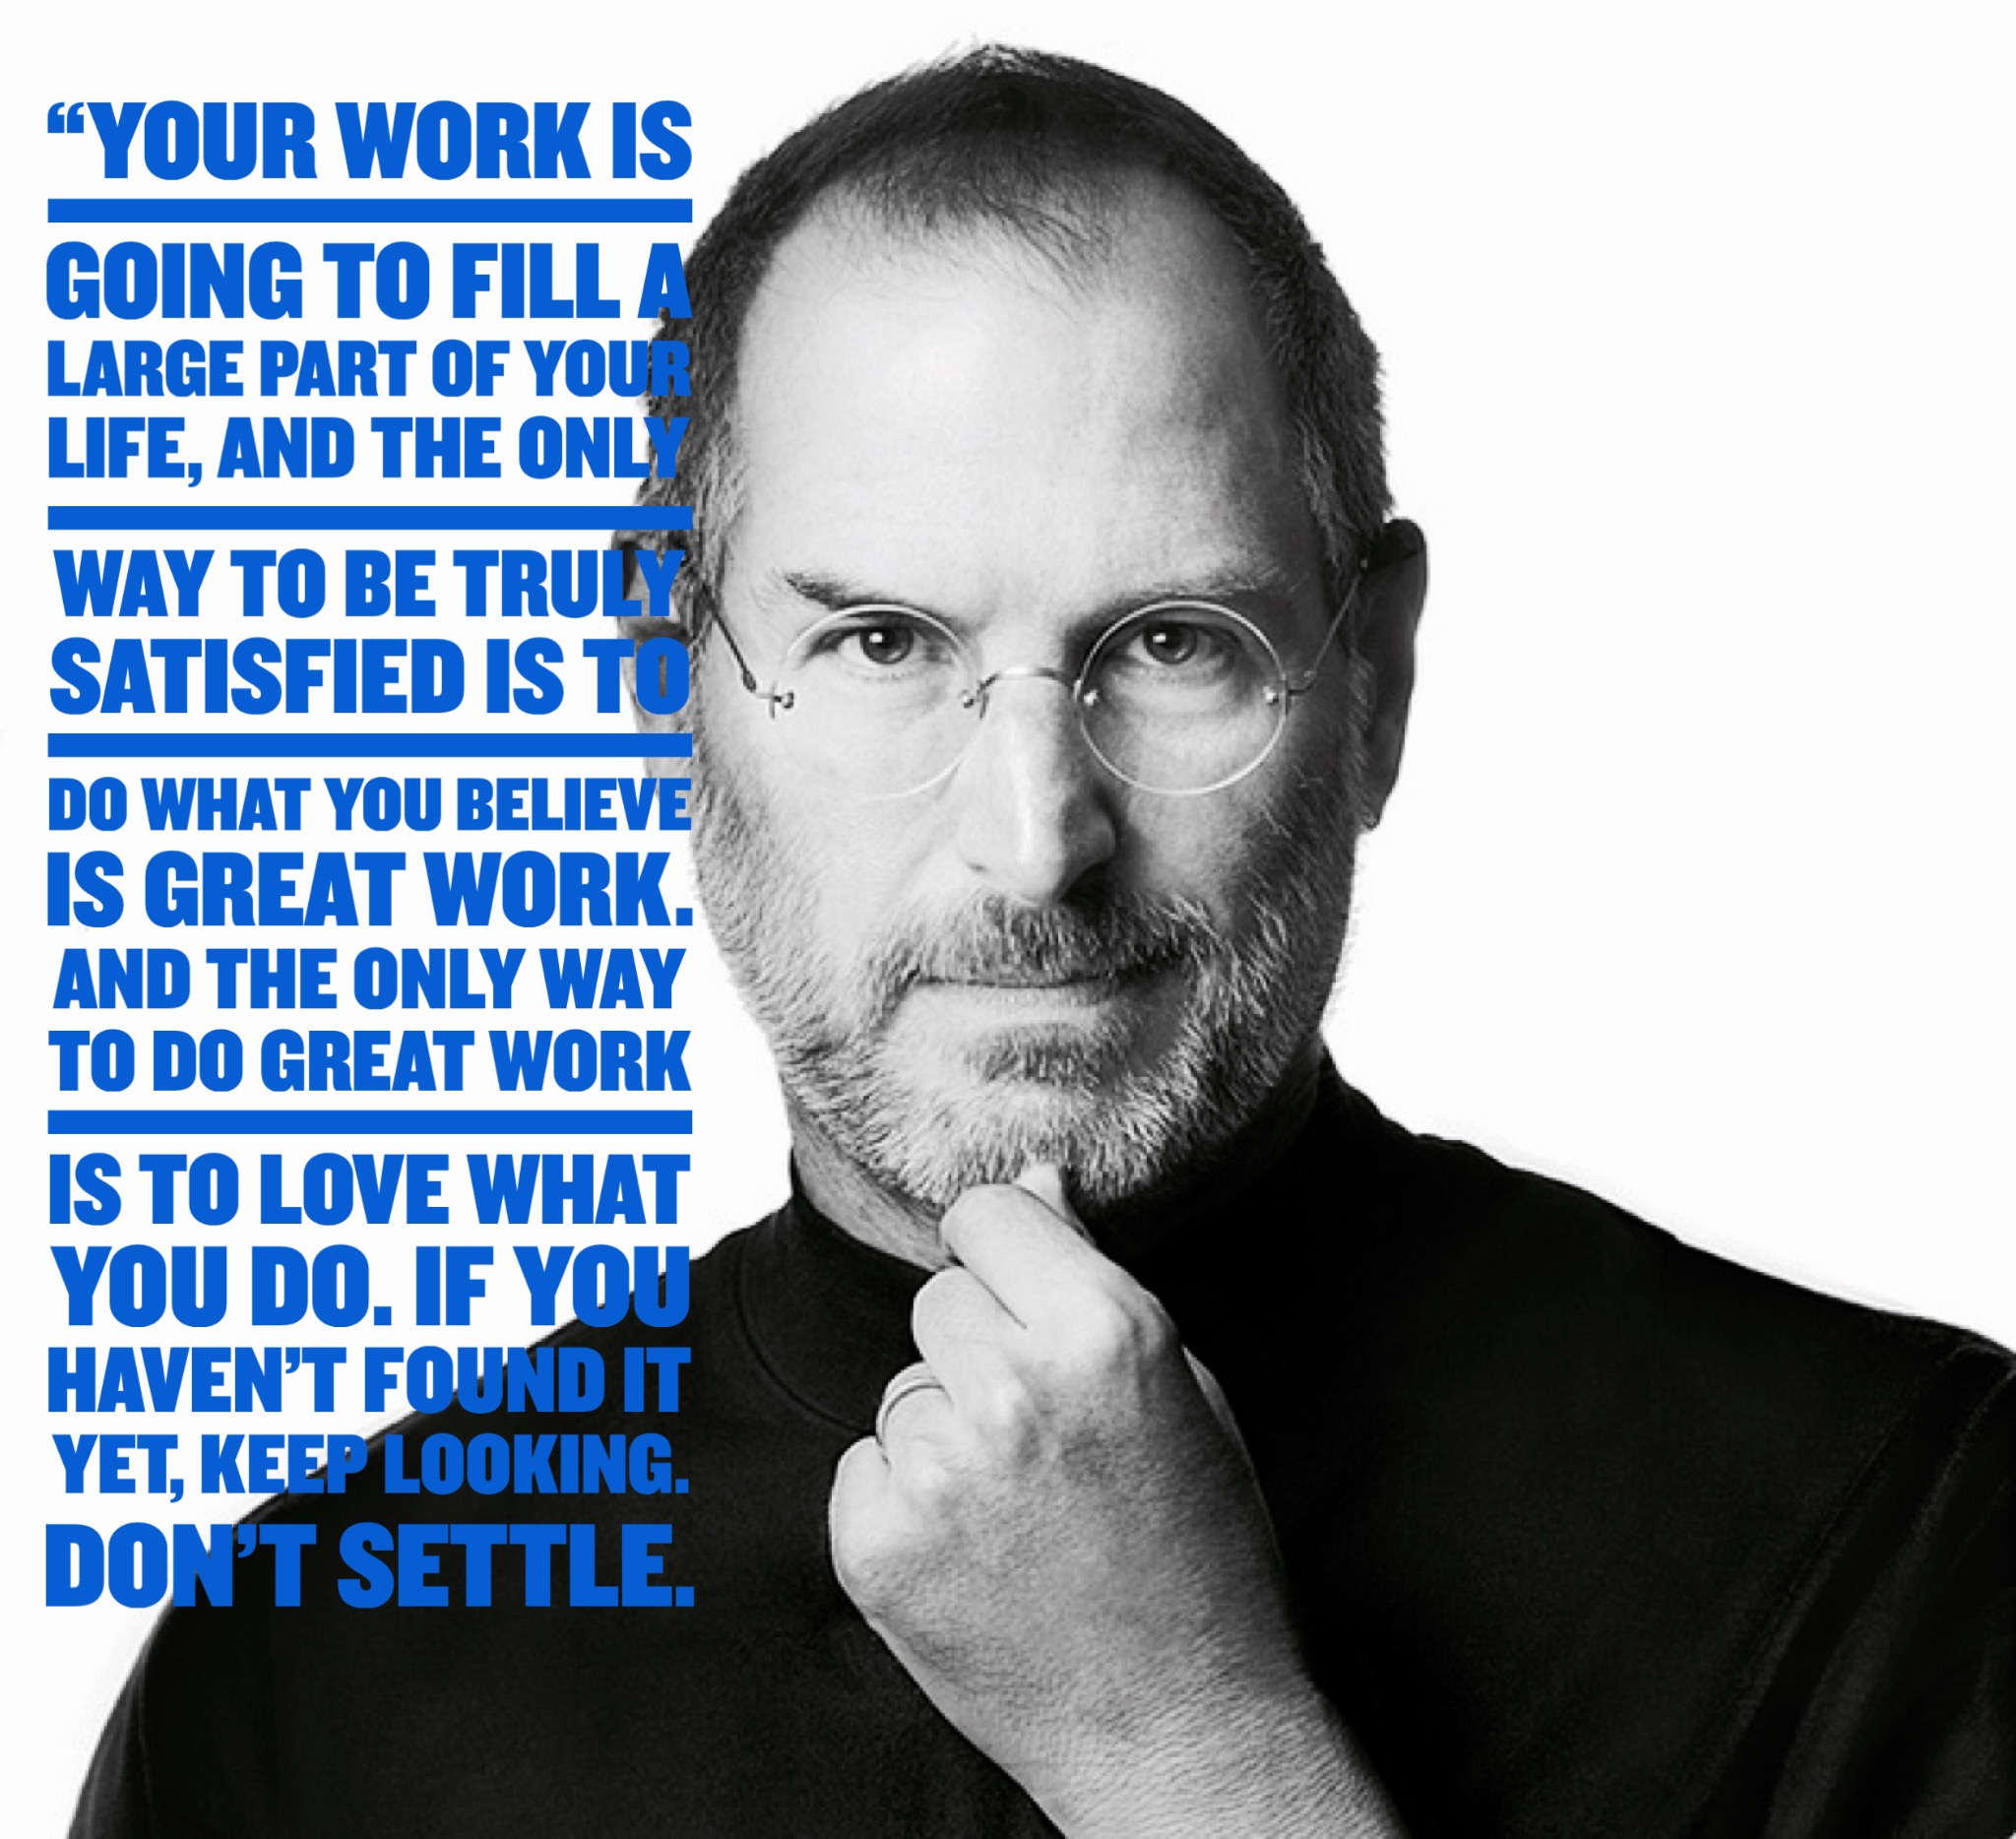 “YOUR WORK IS
GOING TO FILL A
LARGE PART OF YOUR
LIFE, AND THE ONLY
WAY TO BE TRULY
SATISFIED IS TO
DO WHAT YOU BELIEVE
IS GREAT WORK.
AND THE ONLY WAY
TO DO GREAT WORK
IS TO LOVE WHAT
YOU DO. IF YOU
HAVEN’T FOUND IT
YET, KEEP LOOKING.
DON’T SETTLE.